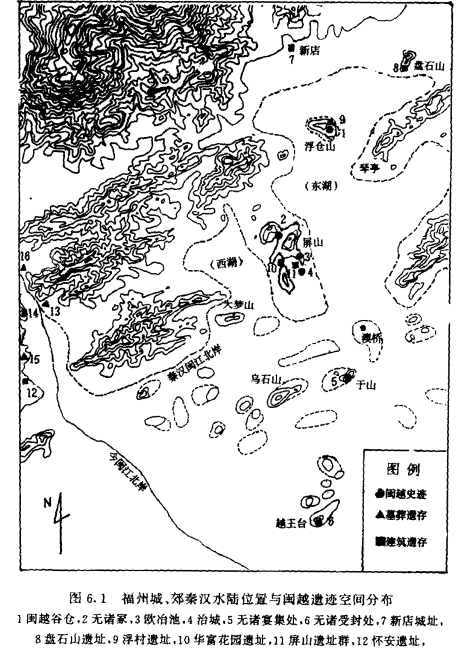 新店
7
盘石山
8
9
1
浮仓山
琴亭
(东湖)
2
屏山
3
(西湖)
10
11
4
16
13
14
大梦山
澳桥
15
秦汉闽江北岸
12
乌石山
5
于山
今闽江北岸
图例
闽越史迹
墓葬遗存
建筑遗存
N
越王台
6
图 6.1 福州城、郊秦汉水陆位置与闽越遗迹空间分布
1 闽越谷仓,2 无诸冢,3 欧冶池,4 冶城,5 无诸宴集处,6 无诸受封处,7 新店城址,
8 盘石山遗址,9 浮村遗址,10 华富花园遗址,11 屏山遗址群,12 怀安遗址,